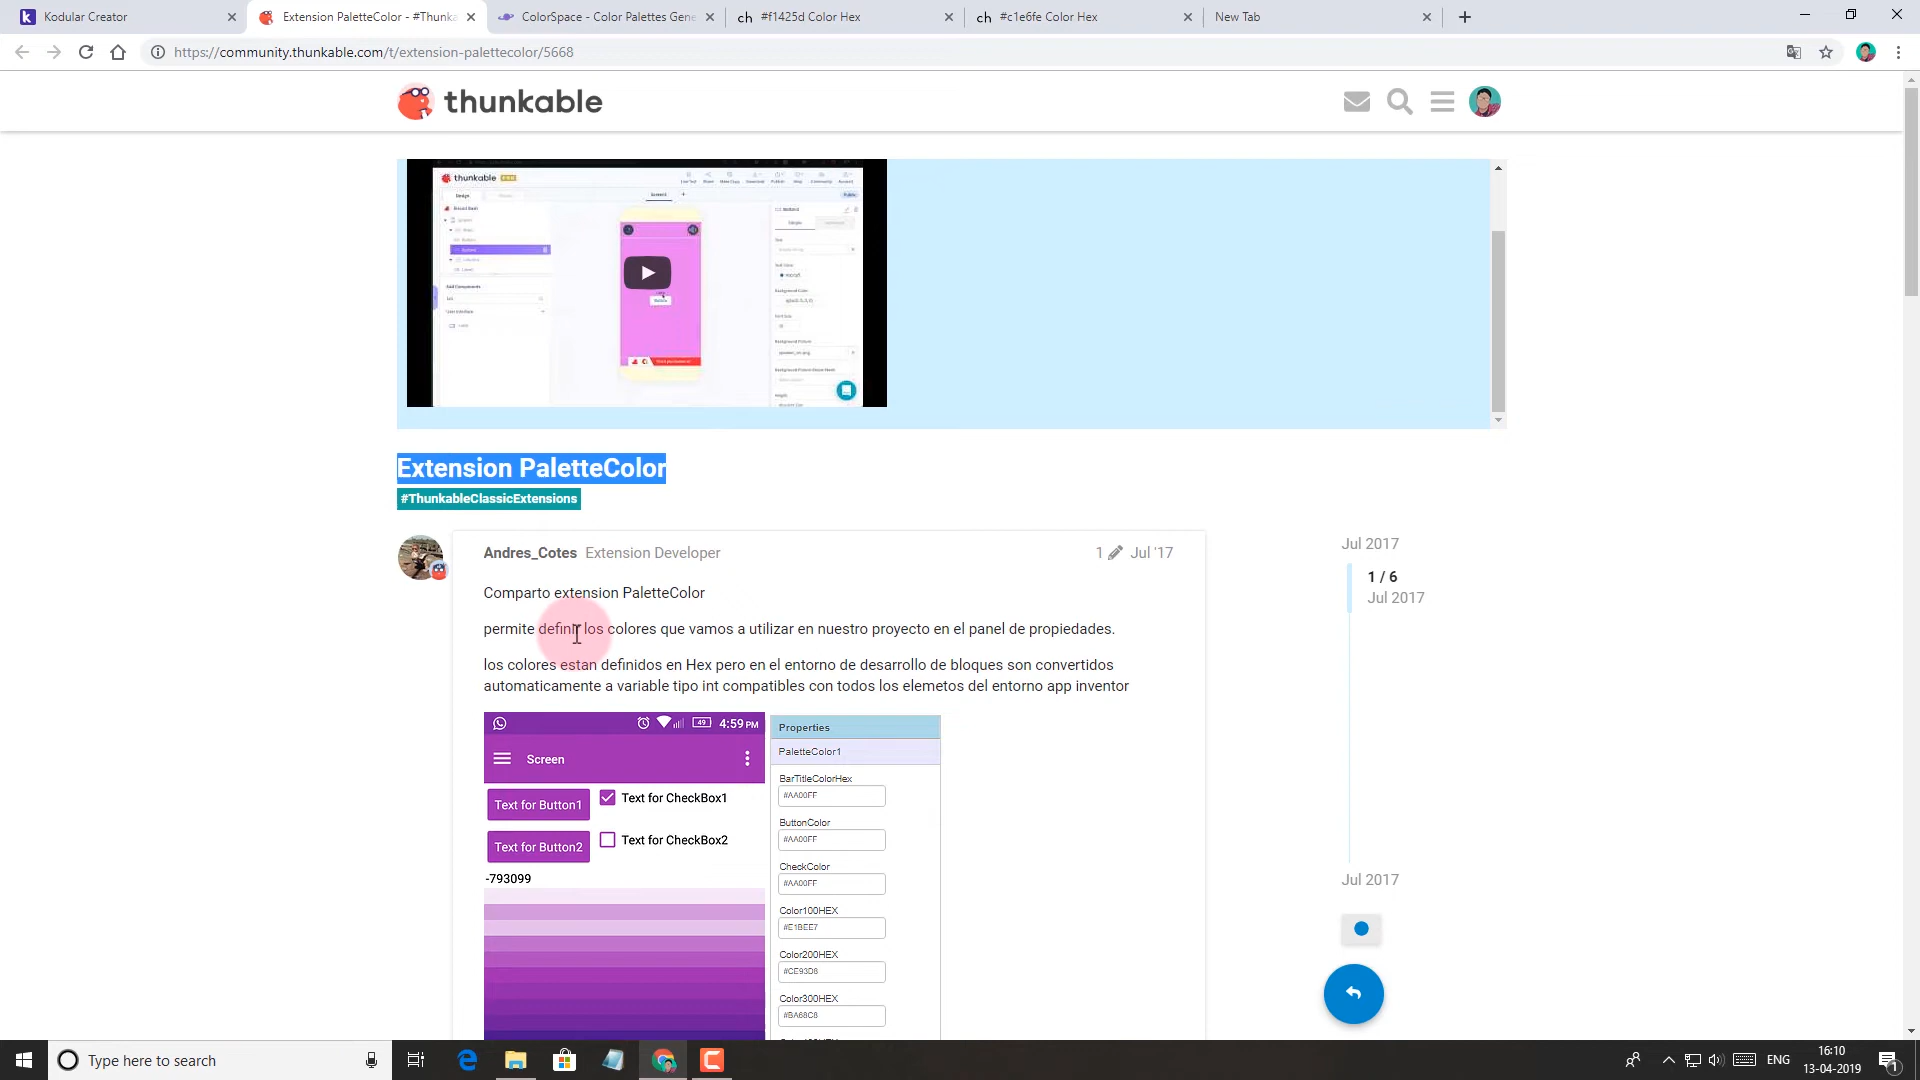 Kodular Creator
Extension PaletteColor - #Thunka
ColorSpace - Color Palettes Gene
ch #f1425d Color Hex
ch #c1e6fe Color Hex
New Tab
https://community.thunkable.com/t/extension-palettecolor/5668
thunkable
thunkable
Extension PaletteColor
#ThunkableClassicExtensions
Andres_Cotes Extension Developer
1 Jul '17
Comparto extension PaletteColor
permite definir los colores que vamos a utilizar en nuestro proyecto en el panel de propiedades.
los colores estan definidos en Hex pero en el entorno de desarrollo de bloques son convertidos
automaticamente a variable tipo int compatibles con todos los elemetos del entorno app inventor
49 4:59 PM
Screen
Text for Button1
Text for CheckBox1
Text for Button2
Text for CheckBox2
-793099
Properties
PaletteColor1
BarTitleColorHex
#AA00FF
ButtonColor
#AA00FF
CheckColor
#AA00FF
Color100HEX
#E1BEE7
Color200HEX
#CE93D8
Color300HEX
#BA68C8
Jul 2017
1 / 6
Jul 2017
Jul 2017
Type here to search
ENG
16:10
13-04-2019
1